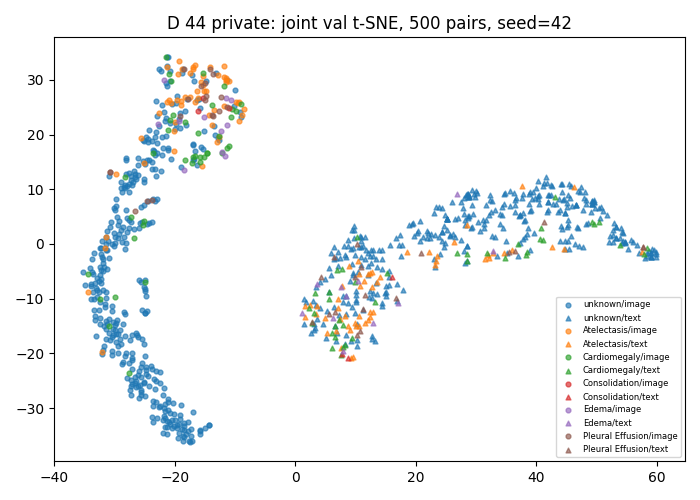 D 44 private: joint val t-SNE, 500 pairs, seed=42
30
20
10
0
−10
−20
−30
−40
−20
0
20
40
60
unknown/image
unknown/text
Atelectasis/image
Atelectasis/text
Cardiomegaly/image
Cardiomegaly/text
Consolidation/image
Consolidation/text
Edema/image
Edema/text
Pleural Effusion/image
Pleural Effusion/text